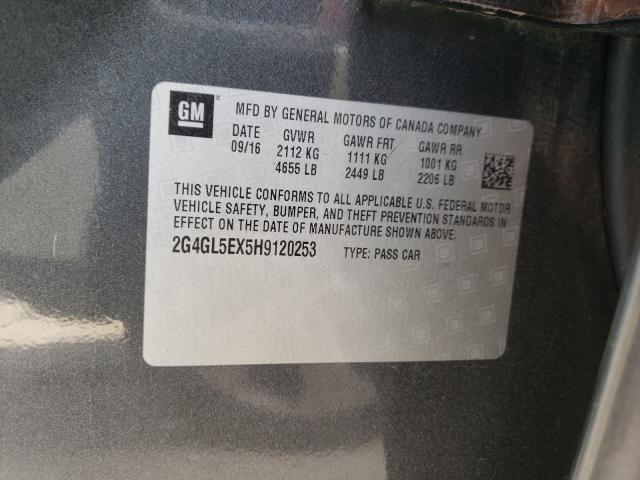 GM
MFD BY GENERAL MOTORS OF CANADA COMPANY
DATE GVWR GAWR FRT GAWR RR
09/16 2112 KG 1111 KG 1001 KG
4655 LB 2449 LB 2206 LB
THIS VEHICLE CONFORMS TO ALL APPLICABLE U.S. FEDERAL MOTOR
VEHICLE SAFETY, BUMPER, AND THEFT PREVENTION STANDARDS IN
EFFECT ON THE DATE OF MANUFACTURE SHOWN ABOVE.
2G4GL5EX5H9120253 TYPE: PASS CAR